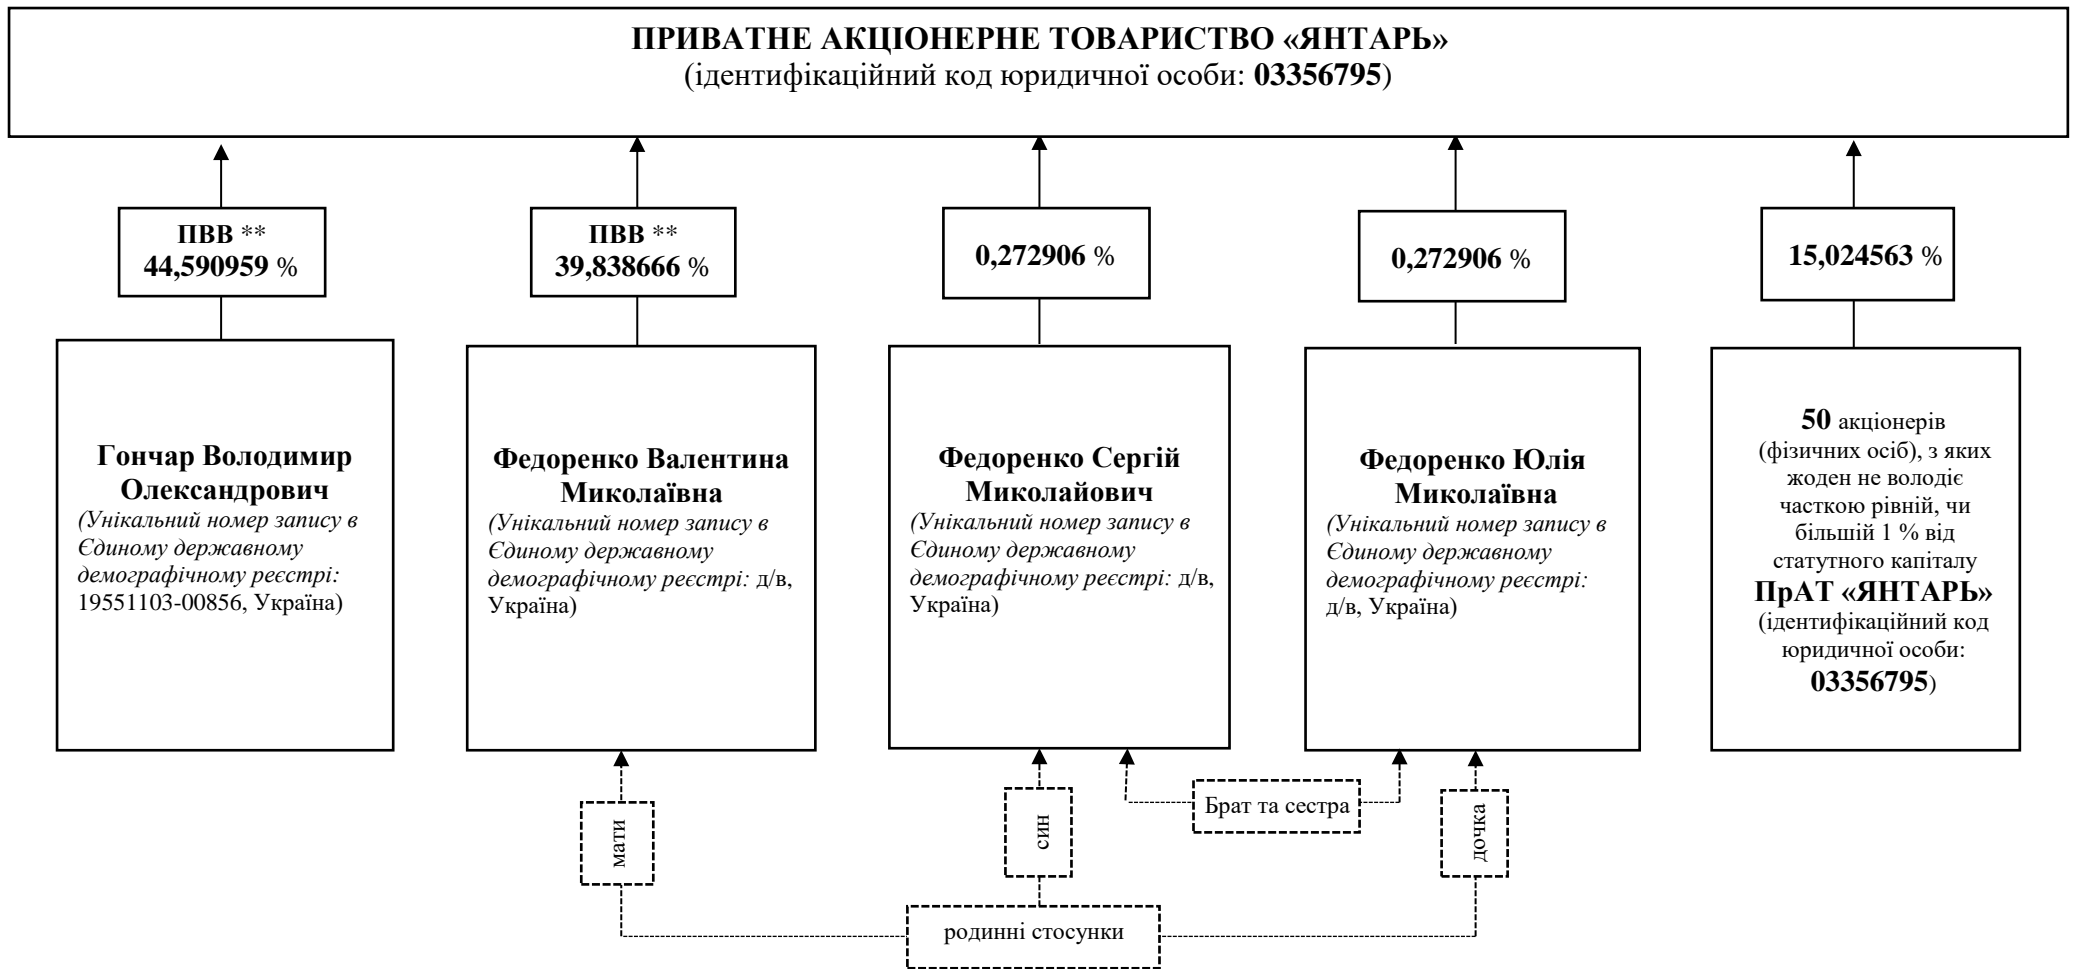 ПРИВАТНЕ АКЦІОНЕРНЕ ТОВАРИСТВО «ЯНТАРЬ»
(ідентифікаційний код юридичної особи: 03356795)
ПВВ **
44,590959 %
ПВВ **
39,838666 %
0,272906 %
0,272906 %
15,024563 %
Гончар Володимир
Олександрович
(Унікальний номер запису в
Єдиному державному
демографічному реєстрі:
19551103-00856, Україна)
Федоренко Валентина
Миколаївна
(Унікальний номер запису в
Єдиному державному
демографічному реєстрі: д/в,
Україна)
Федоренко Сергій
Миколайович
(Унікальний номер запису в
Єдиному державному
демографічному реєстрі: д/в,
Україна)
Федоренко Юлія
Миколаївна
(Унікальний номер запису в
Єдиному державному
демографічному реєстрі:
д/в, Україна)
50 акціонерів
(фізичних осіб), з яких
жоден не володіє
часткою рівній, чи
більшій 1 % від
статутного капіталу
ПрАТ «ЯНТАРЬ»
(ідентифікаційний код
юридичної особи:
03356795)
мати
син
Брат та сестра
дочка
родинні стосунки